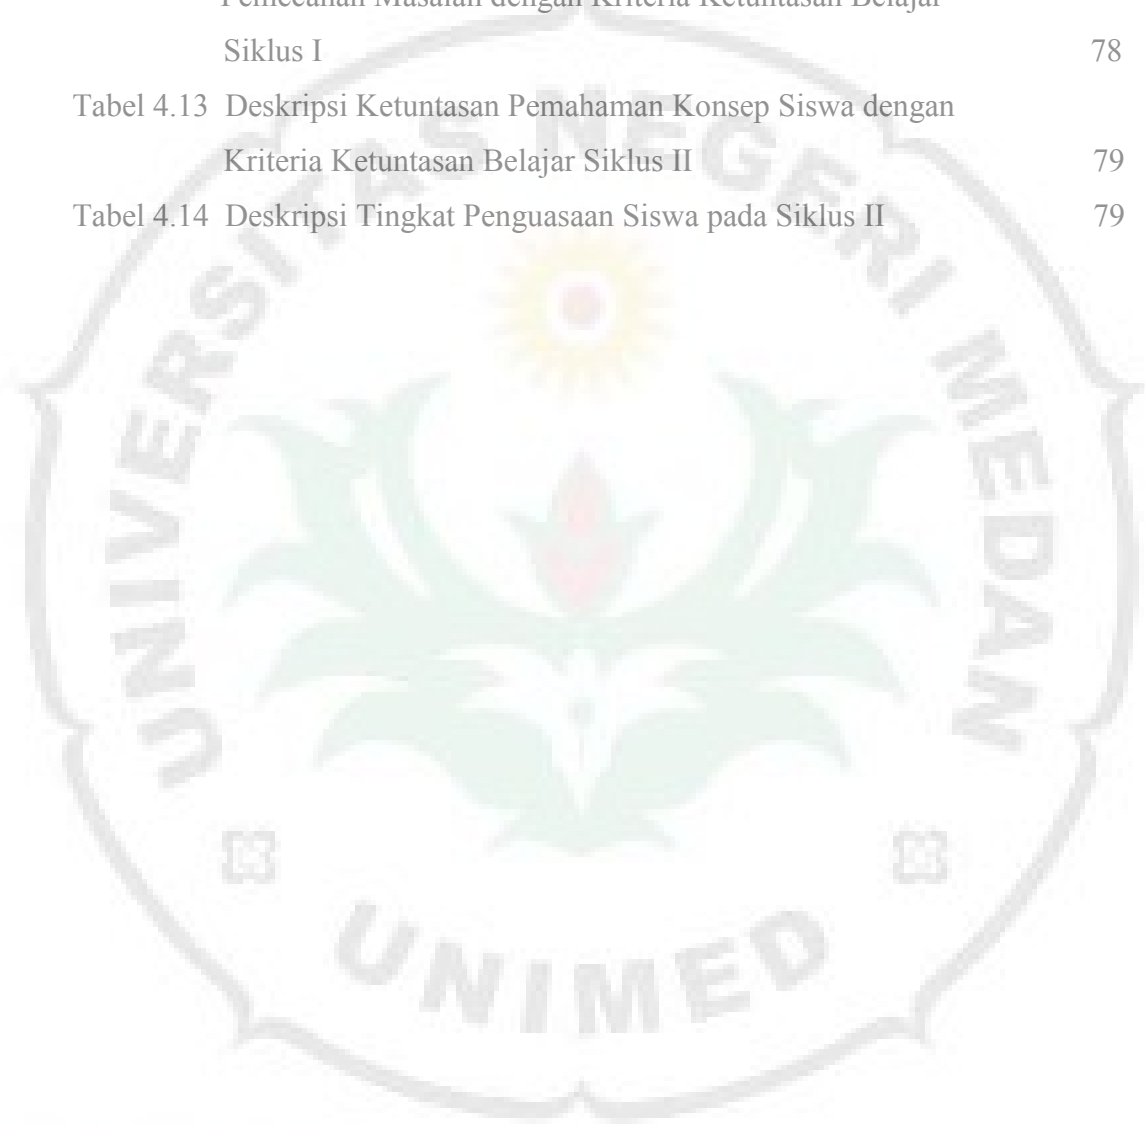 Pemecahan Masalah dengan Kriteria Ketuntasan Belajar
Siklus I 78
Tabel 4.13 Deskripsi Ketuntasan Pemahaman Konsep Siswa dengan
Kriteria Ketuntasan Belajar Siklus II 79
Tabel 4.14 Deskripsi Tingkat Penguasaan Siswa pada Siklus II 79
UNIVERSITAS NEGERI MEDAN
UNIMED